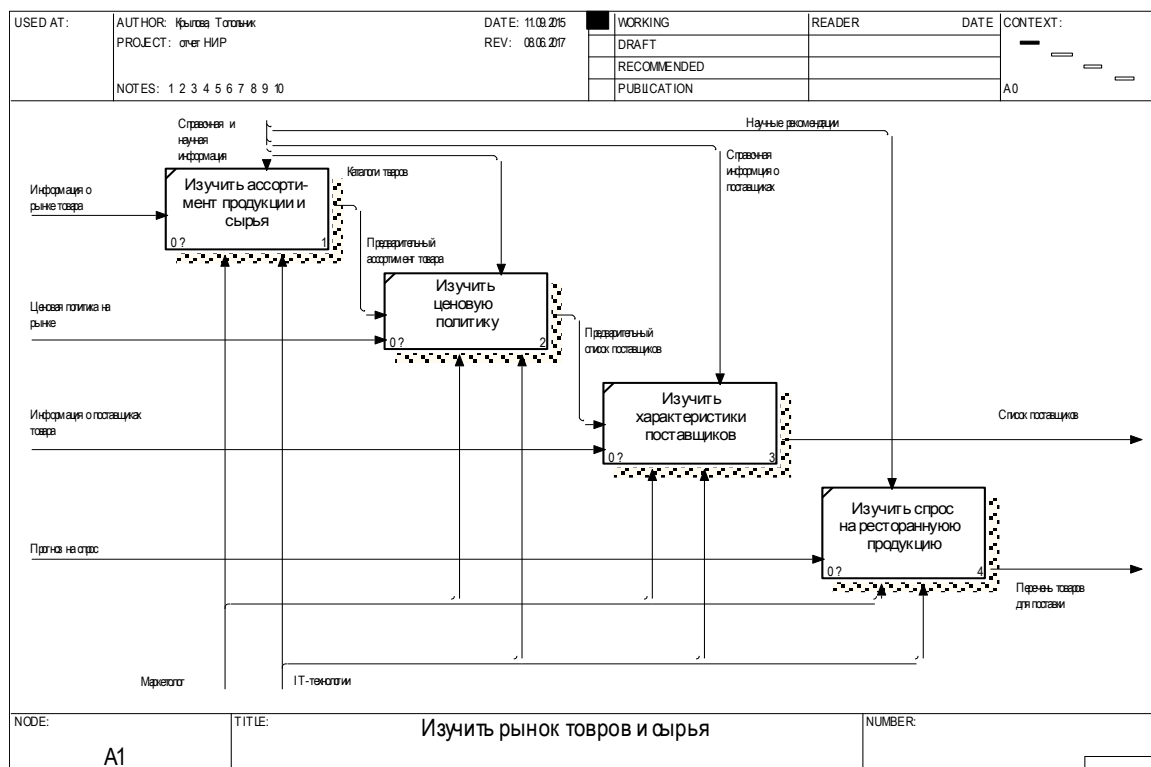 USED AT:
AUTHOR: Крылова, Топольник
DATE: 11.09.2015
WORKING
READER
DATE
CONTEXT:
PROJECT: отчет НИР
REV: 08.06.2017
DRAFT
RECOMMENDED
NOTES: 1 2 3 4 5 6 7 8 9 10
PUBLICATION
A0
Справочная и
научная
информация
Научные рекомендации
Справочная
информция о
поставщиках
Каталоги тваров
Информация о
рынке товара
Изучить ассорти-
мент продукции и
сырья
0 ?
1
Предварительный
ассортимент товара
Ценовая политика на
рынке
Изучить
ценовую
политику
0 ?
2
Предварительный
список поставщиков
Информация о поставщиках
товара
Изучить
характеристики
поставщиков
0 ?
3
Список поставщиков
Прогноз на спрос
Изучить спрос
на ресторанную
продукцию
0 ?
4
Перечень товаров
для поставки
Маркетолог
IT-технологии
NODE:
TITLE:
NUMBER:
A1
Изучить рынок товров и сырья